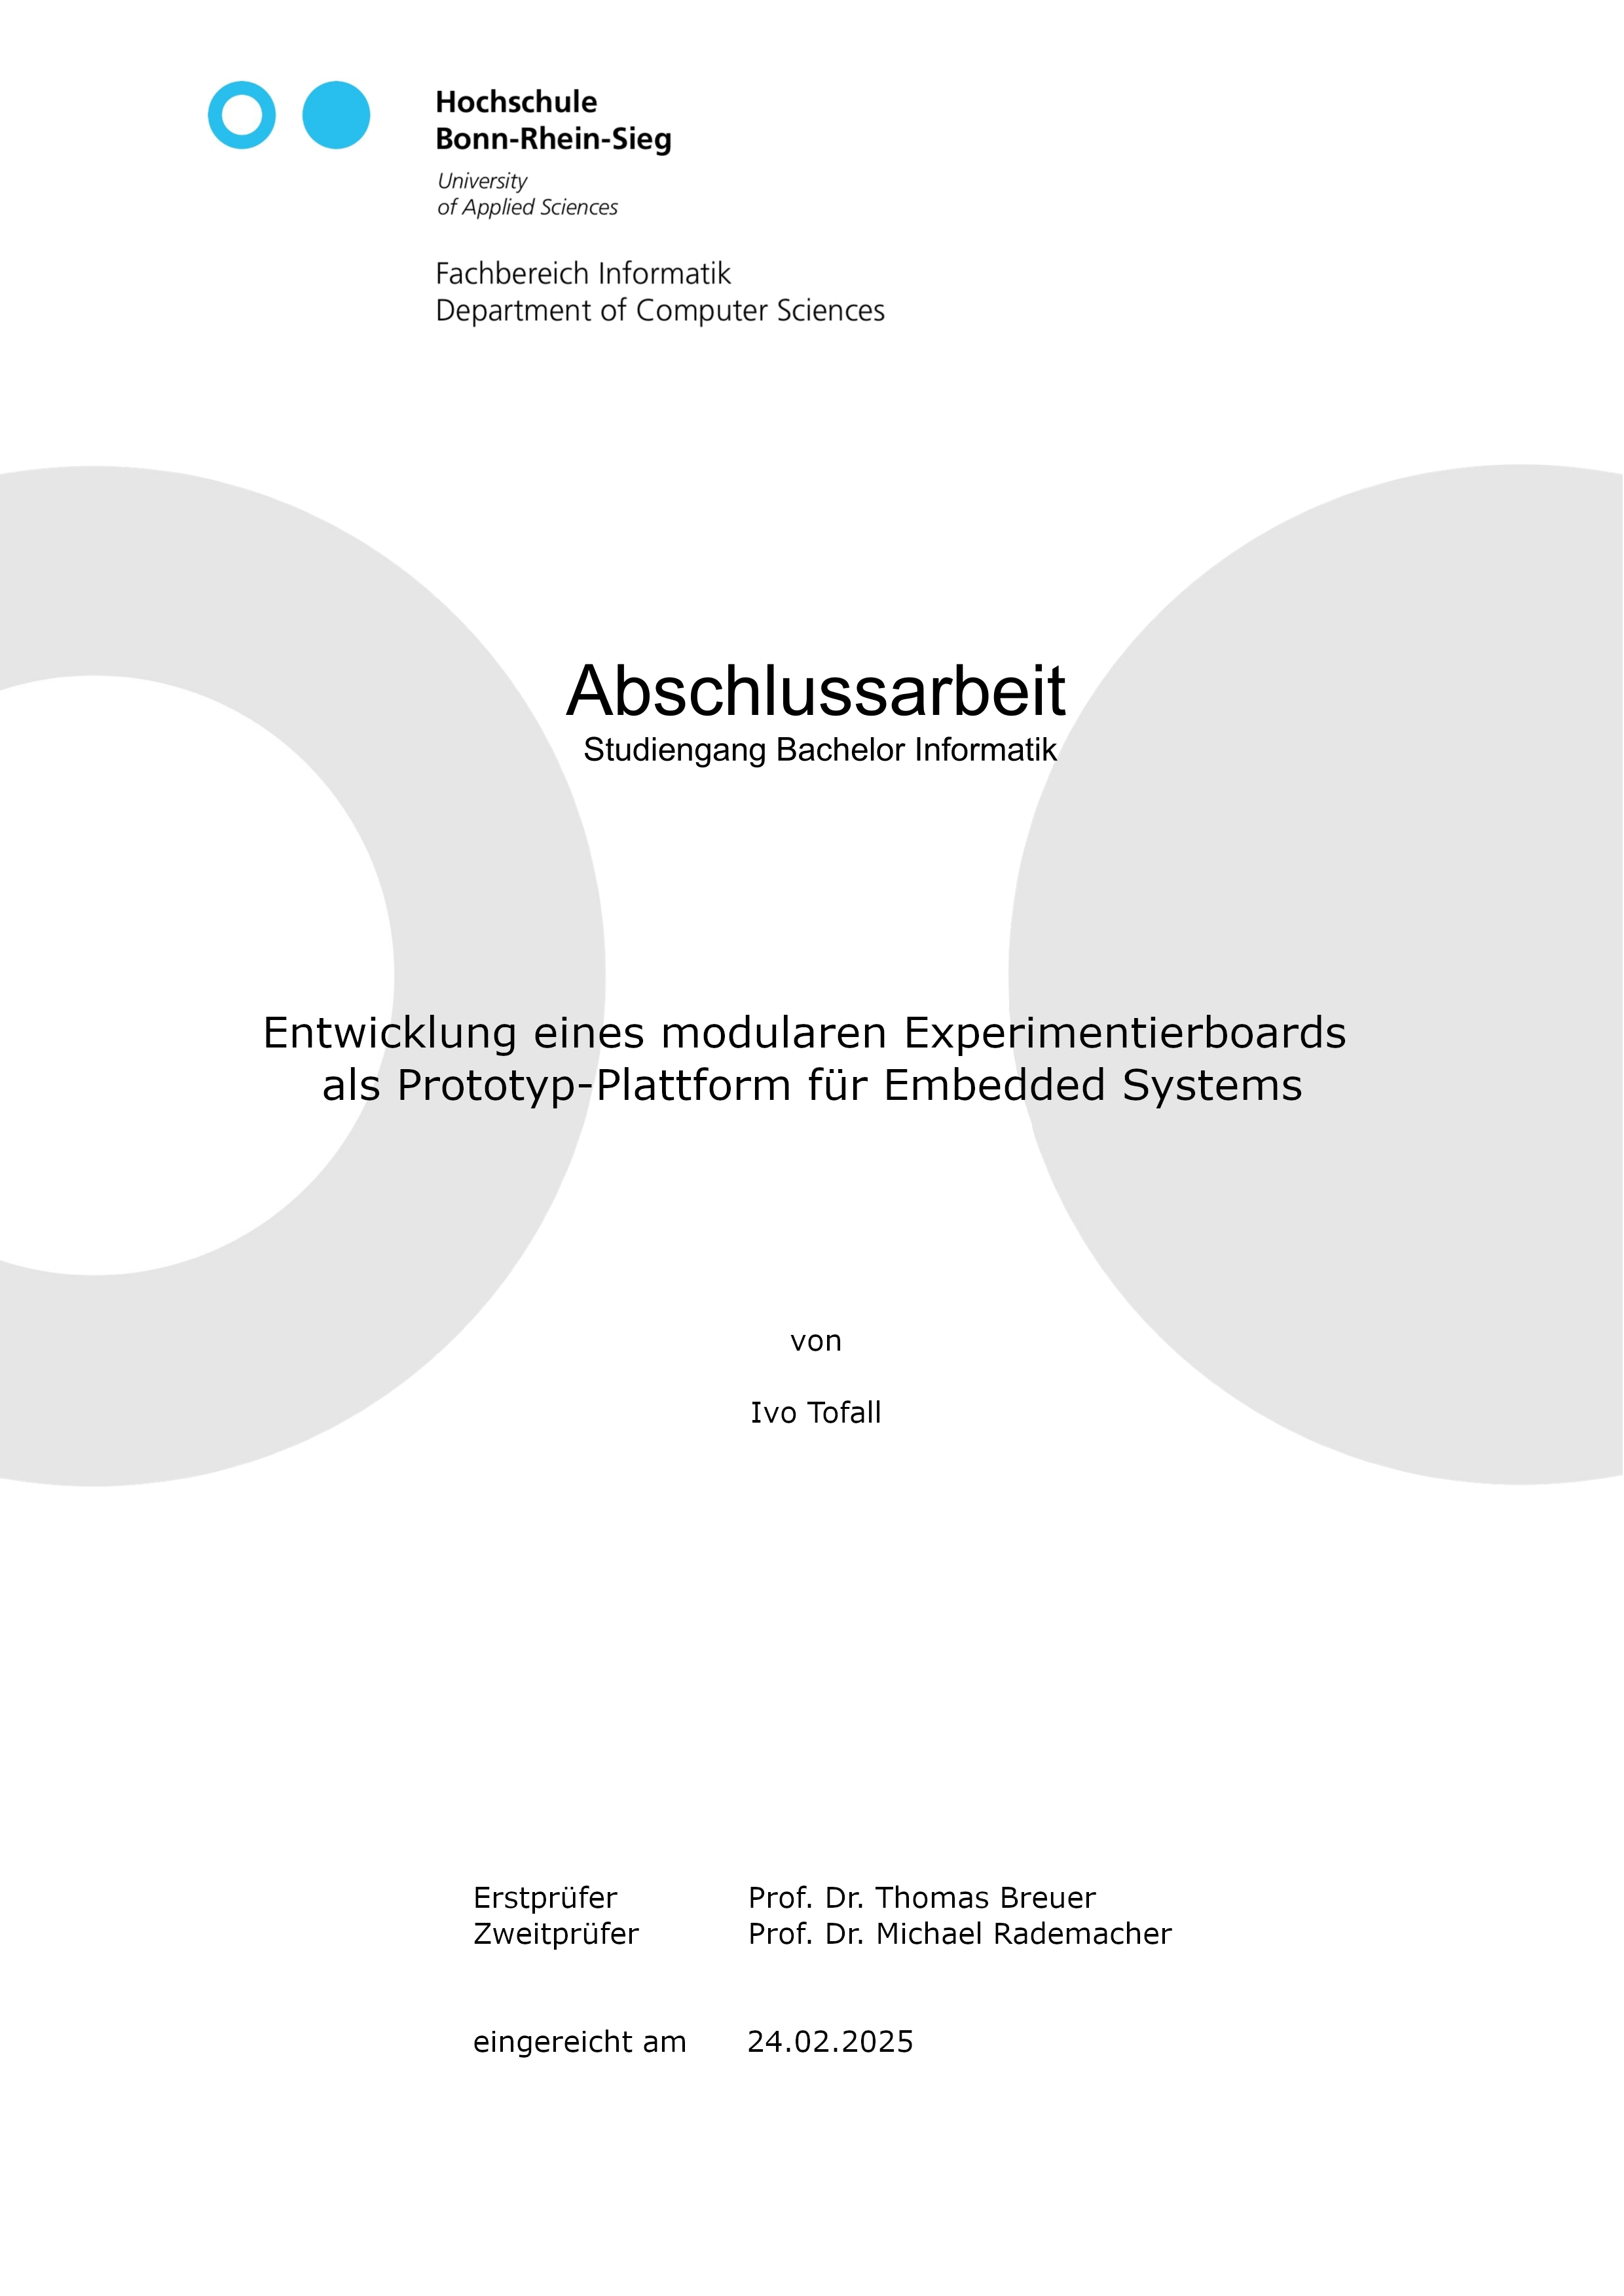 Hochschule
Bonn-Rhein-Sieg
University
of Applied Sciences
Fachbereich Informatik
Department of Computer Sciences
Abschlussarbeit
Studiengang Bachelor Informatik
Entwicklung eines modularen Experimentierboards
als Prototyp-Plattform für Embedded Systems
von
Ivo Tofall
Erstprüfer Prof. Dr. Thomas Breuer
Zweitprüfer Prof. Dr. Michael Rademacher
eingereicht am 24.02.2025